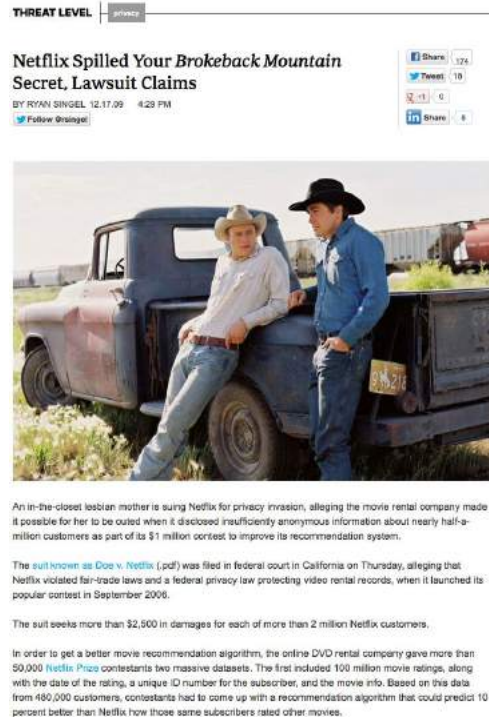 THREAT LEVEL privacy
Netflix Spilled Your Brokeback Mountain
Secret, Lawsuit Claims
BY RYAN SINGEL 12.17.09 4:29 PM
Follow @rsingel
Share 174
Tweet 18
+1 0
in Share 8
An in-the-closet lesbian mother is suing Netflix for privacy invasion, alleging the movie rental company made
it possible for her to be outed when it disclosed insufficiently anonymous information about nearly half-a-
million customers as part of its $1 million contest to improve its recommendation system.
The suit known as Doe v. Netflix (.pdf) was filed in federal court in California on Thursday, alleging that
Netflix violated fair-trade laws and a federal privacy law protecting video rental records, when it launched its
popular contest in September 2006.
The suit seeks more than $2,500 in damages for each of more than 2 million Netflix customers.
In order to get a better movie recommendation algorithm, the online DVD rental company gave more than
50,000 Netflix Prize contestants two massive datasets. The first included 100 million movie ratings, along
with the date of the rating, a unique ID number for the subscriber, and the movie info. Based on this data
from 480,000 customers, contestants had to come up with a recommendation algorithm that could predict 10
percent better than Netflix how those same subscribers rated other movies.